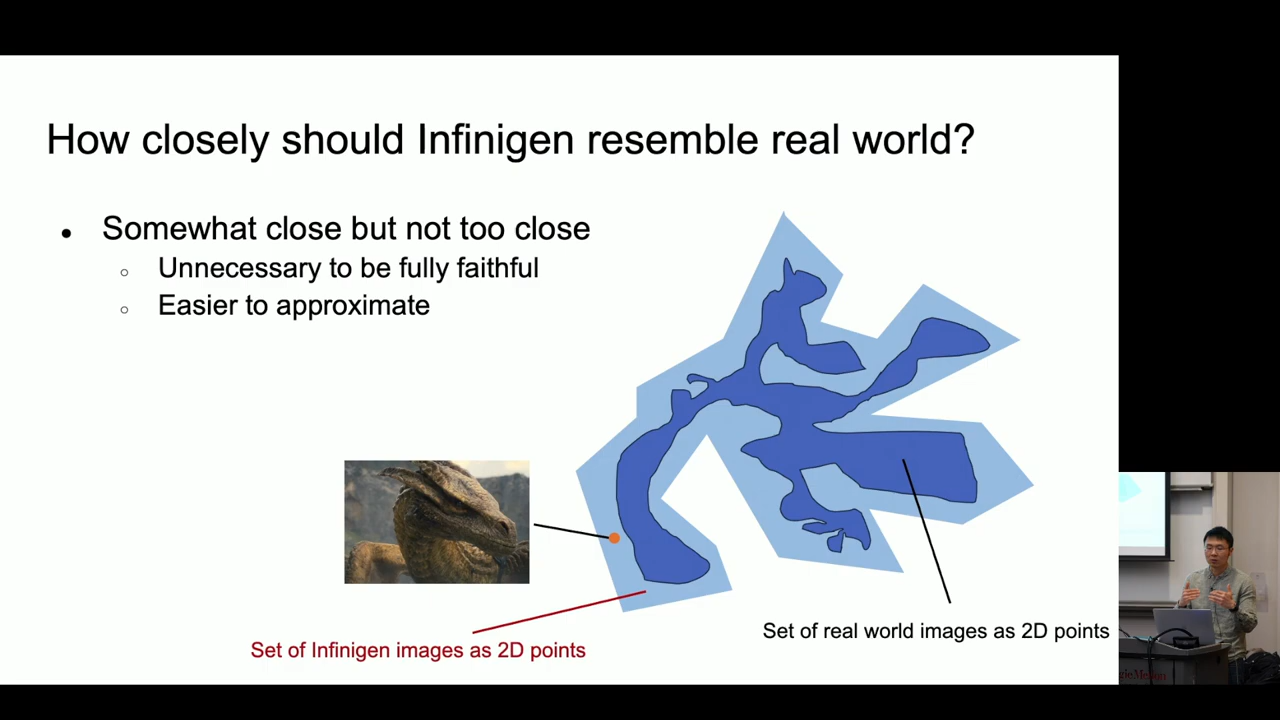 How closely should Infinigen resemble real world?
Somewhat close but not too close
Unnecessary to be fully faithful
Easier to approximate
Set of real world images as 2D points
Set of Infinigen images as 2D points